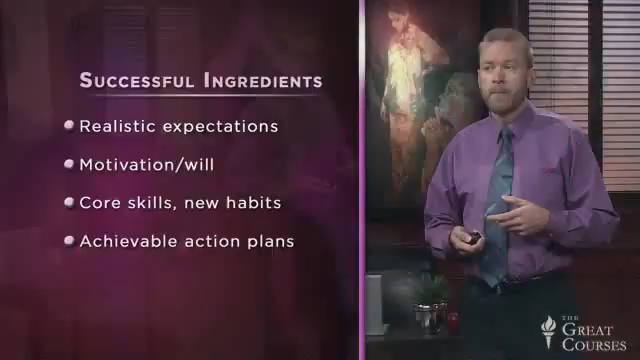 SUCCESSFUL INGREDIENTS
Realistic expectations
Motivation/will
Core skills, new habits
Achievable action plans
THE
GREAT
COURSES